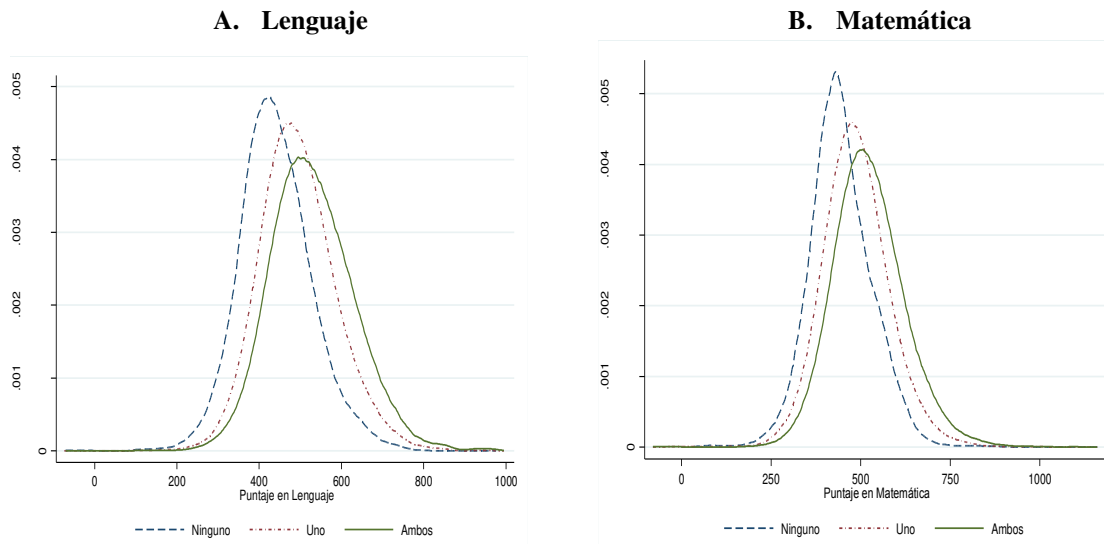 A. Lenguaje
.005
.004
.003
.002
.001
0
0 200 400 600 800 1000
Puntaje en Lenguaje
Ninguno Uno Ambos
B. Matemática
.005
.004
.003
.002
.001
0
0 250 500 750 1000
Puntaje en Matemática
Ninguno Uno Ambos